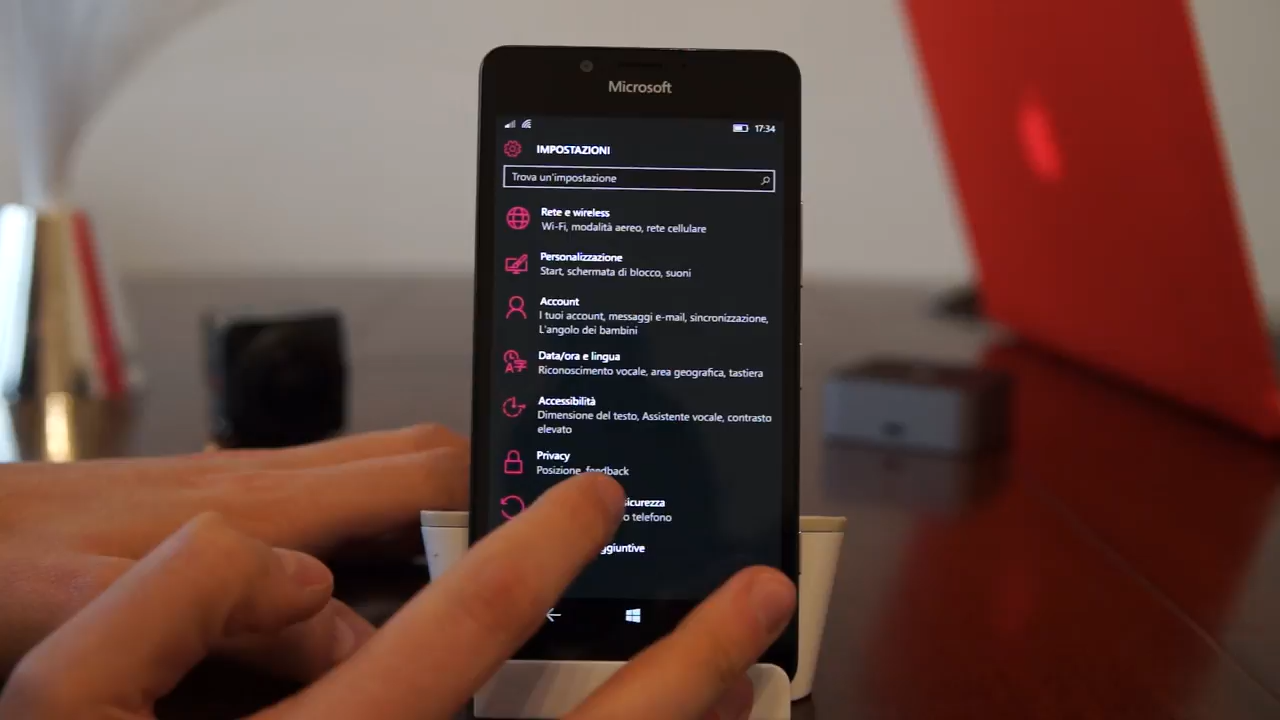 Microsoft
17:34
IMPOSTAZIONI
Trova un'impostazione
Rete e wireless
Wi-Fi, modalità aereo, rete cellulare
Personalizzazione
Start, schermata di blocco, suoni
Account
I tuoi account, messaggi e-mail, sincronizzazione,
L'angolo dei bambini
Data/ora e lingua
Riconoscimento vocale, area geografica, tastiera
Accessibilità
Dimensione del testo, Assistente vocale, contrasto
elevato
Privacy
Posizione, feedback
sicurezza
telefono